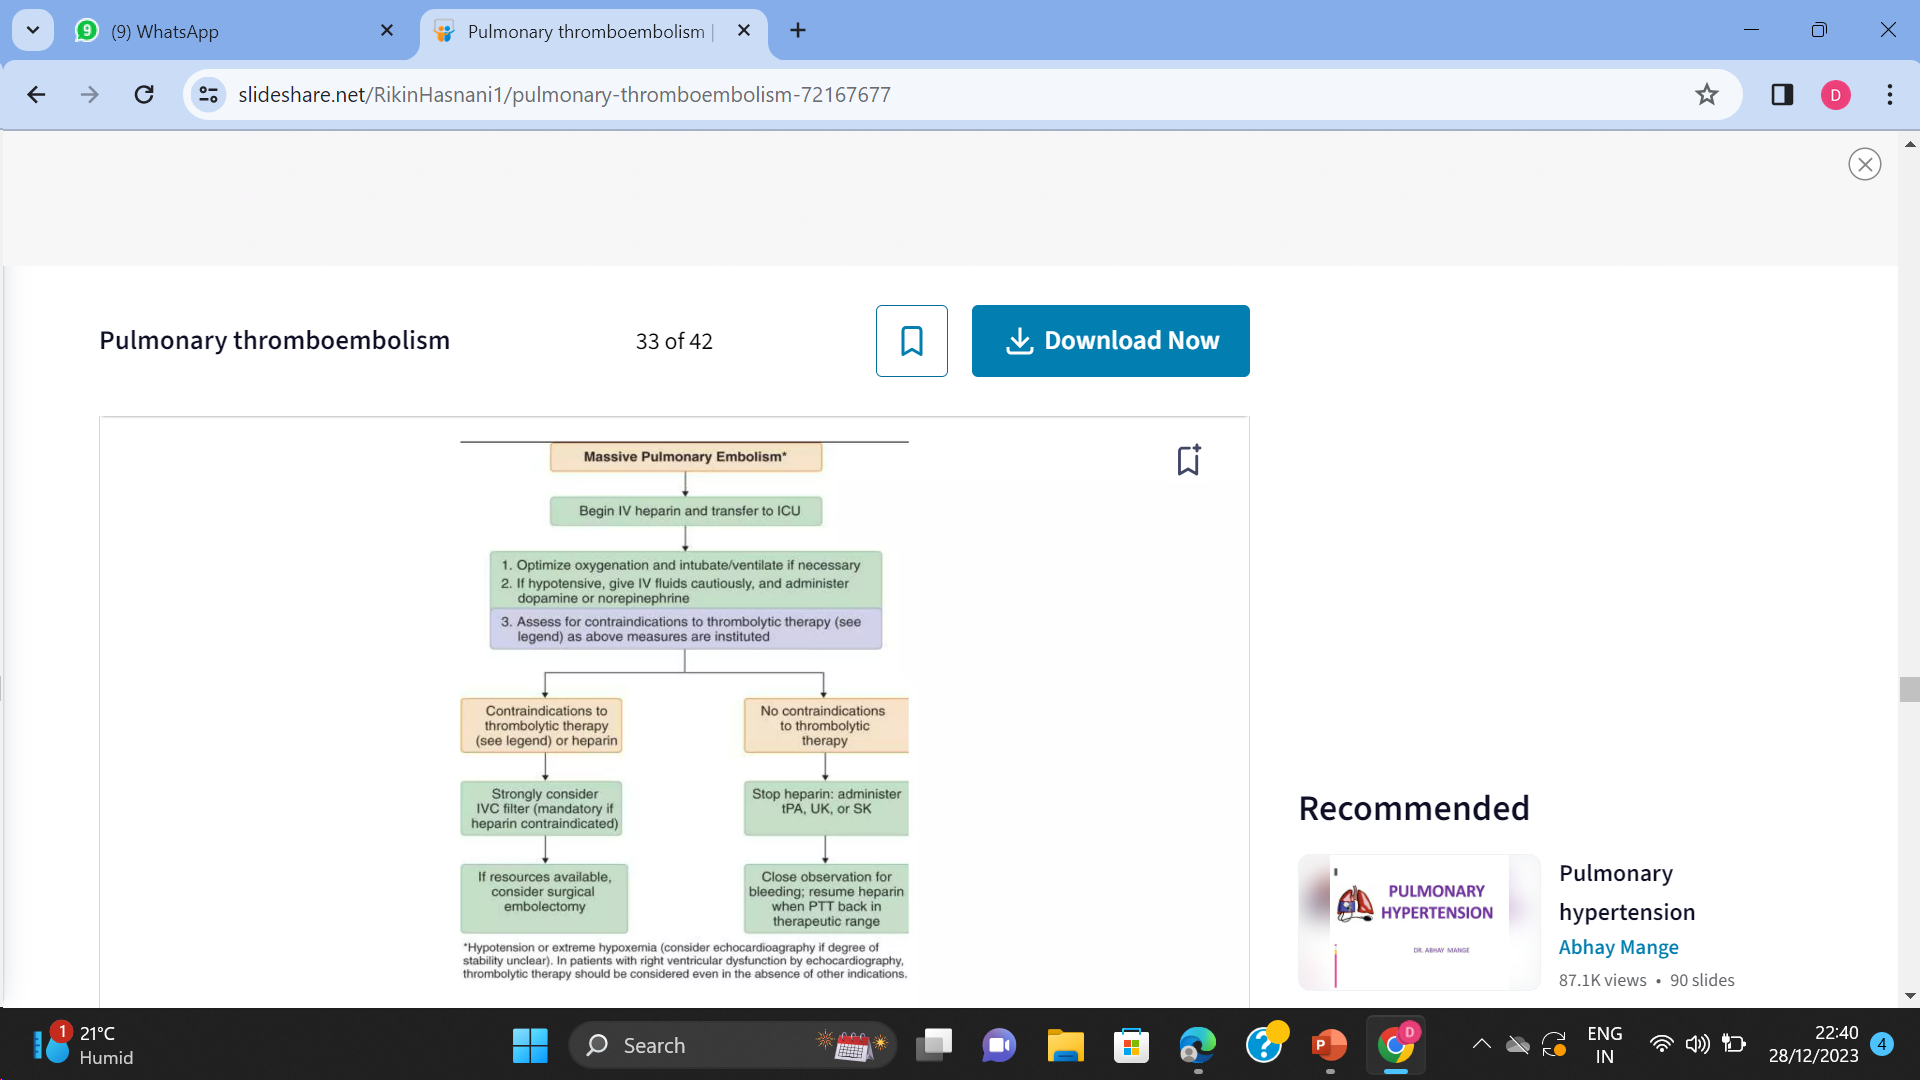 9
(9) WhatsApp
Pulmonary thromboembolism |
slideshare.net/RikinHasnani1/pulmonary-thromboembolism-72167677
D
Pulmonary thromboembolism
33 of 42
Download Now
Massive Pulmonary Embolism*
Begin IV heparin and transfer to ICU
1. Optimize oxygenation and intubate/ventilate if necessary
2. If hypotensive, give IV fluids cautiously, and administer
dopamine or norepinephrine
3. Assess for contraindications to thrombolytic therapy (see
legend) as above measures are instituted
Contraindications to
thrombolytic therapy
(see legend) or heparin
No contraindications
to thrombolytic
therapy
Strongly consider
IVC filter (mandatory if
heparin contraindicated)
Stop heparin: administer
tPA, UK, or SK
If resources available,
consider surgical
embolectomy
Close observation for
bleeding; resume heparin
when PTT back in
therapeutic range
*Hypotension or extreme hypoxemia (consider echocardioagraphy if degree of
stability unclear). In patients with right ventricular dysfunction by echocardiography,
thrombolytic therapy should be considered even in the absence of other indications.
Recommended
PULMONARY
HYPERTENSION
DR. ABHAY MANGE
Pulmonary
hypertension
Abhay Mange
87.1K views • 90 slides
1
21°C
Humid
Search
P
D
ENG
IN
22:40
28/12/2023
4